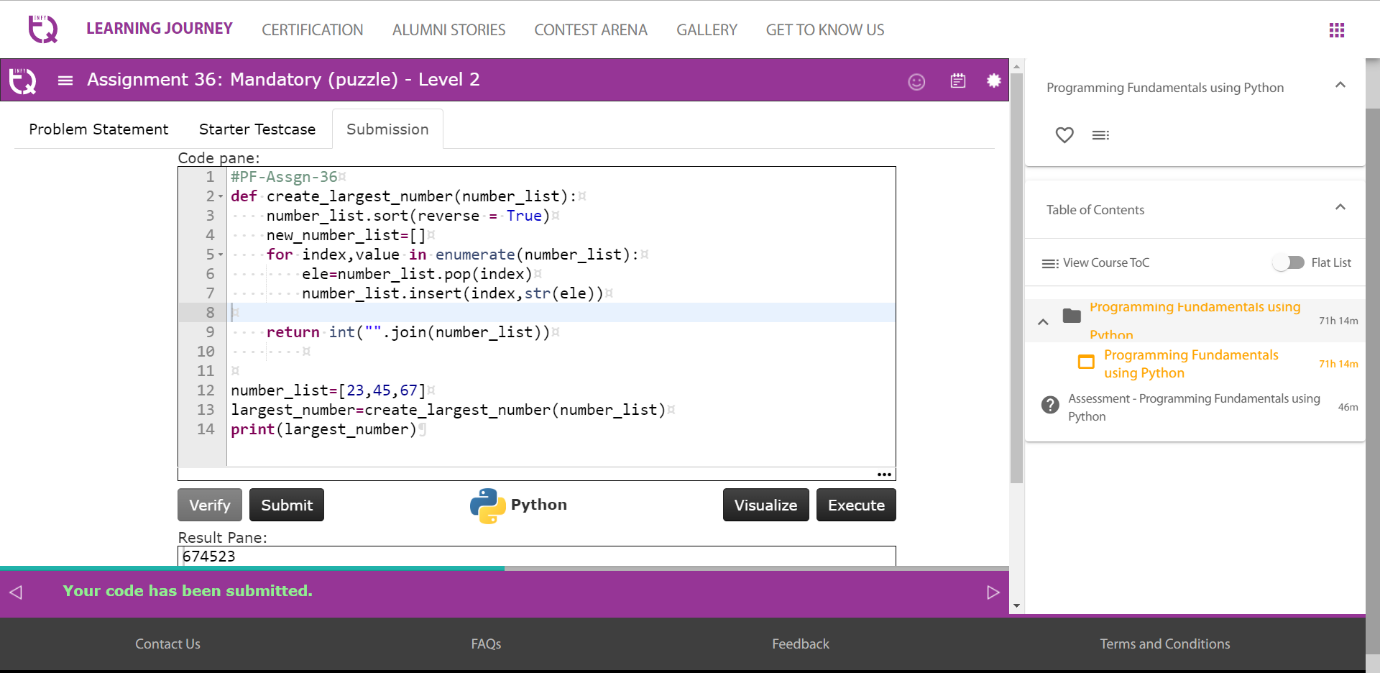 LEARNING JOURNEY CERTIFICATION ALUMNI STORIES CONTEST ARENA GALLERY GET TO KNOW US
Assignment 36: Mandatory (puzzle) - Level 2
Problem Statement Starter Testcase Submission
Code pane:
1 #PF-Assgn-36
2 def create_largest_number(number_list):
3 number_list.sort(reverse = True)
4 new_number_list=[]
5 for index,value in enumerate(number_list):
6 ele=number_list.pop(index)
7 number_list.insert(index,str(ele))
8
9 return int("".join(number_list))
10
11
12 number_list=[23,45,67]
13 largest_number=create_largest_number(number_list)
14 print(largest_number)
Verify Submit Python Visualize Execute
Result Pane:
674523
Your code has been submitted.
Programming Fundamentals using Python
Table of Contents
View Course ToC Flat List
Programming Fundamentals using
Python
71h 14m
Programming Fundamentals
using Python
71h 14m
Assessment - Programming Fundamentals using
Python
46m
Contact Us FAQs Feedback Terms and Conditions